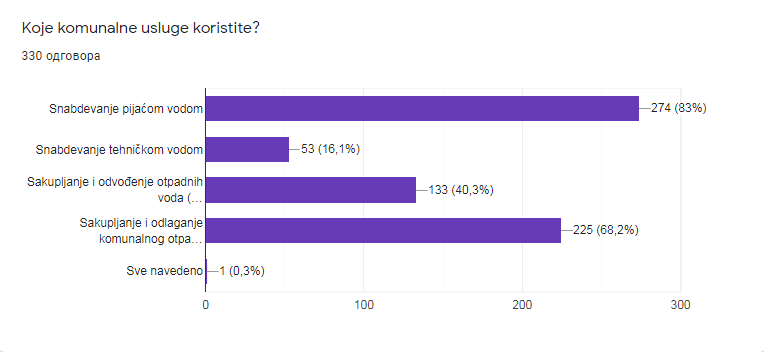 Koje komunalne usluge koristite?
330 одговора
Snabdevanje pijaćom vodom
274 (83%)
Snabdevanje tehničkom vodom
53 (16,1%)
Sakupljanje i odvođenje otpadnih
voda (…
133 (40,3%)
Sakupljanje i odlaganje
komunalnog otpa…
225 (68,2%)
Sve navedeno
1 (0,3%)
0 100 200 300